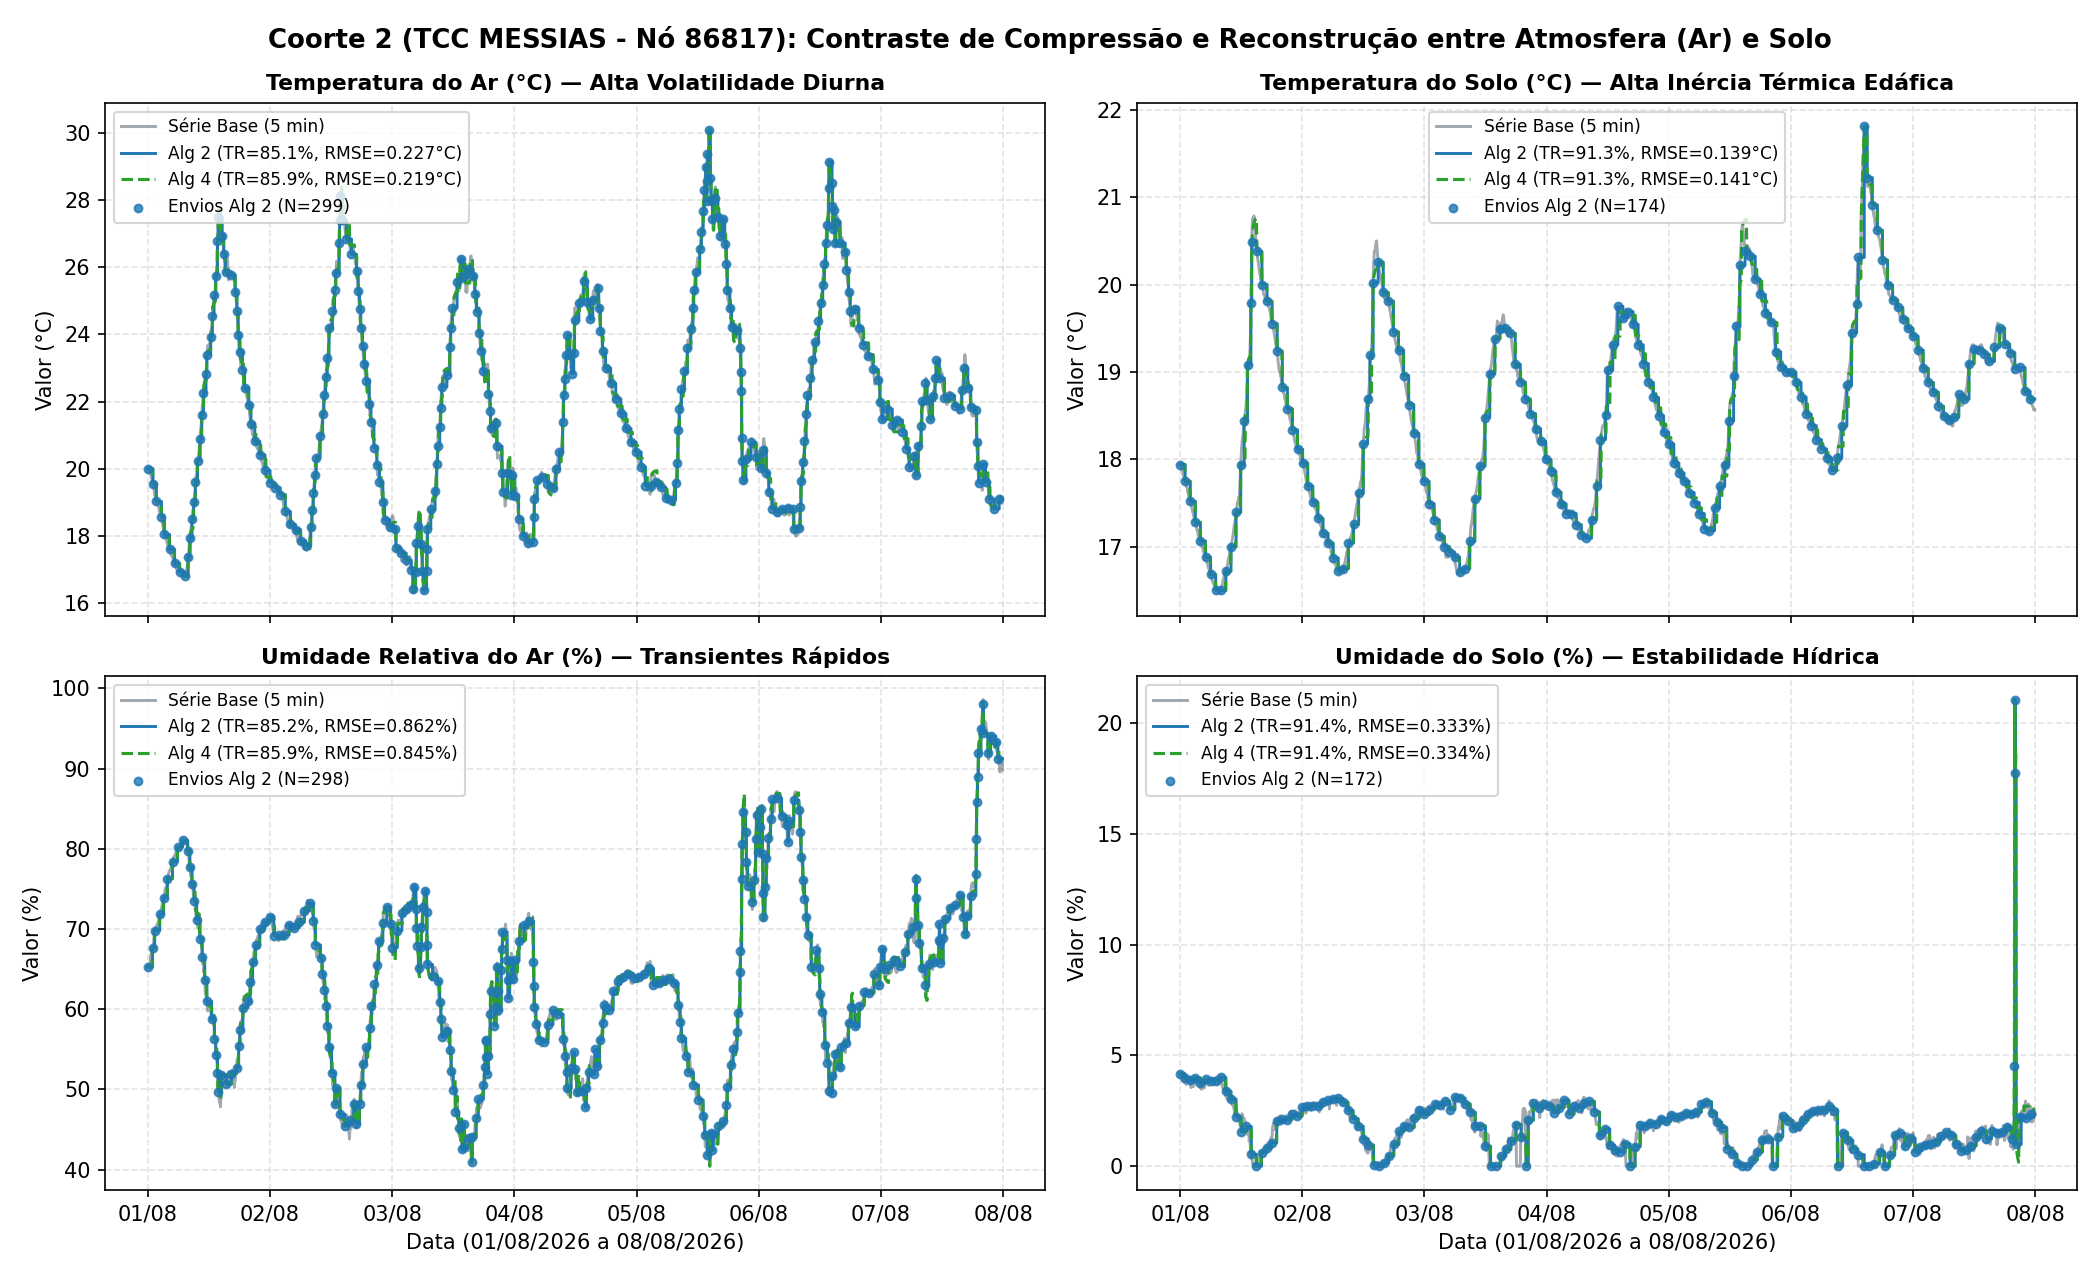 Coorte 2 (TCC MESSIAS - Nó 86817): Contraste de Compressão e Reconstrução entre Atmosfera (Ar) e Solo
Temperatura do Ar (°C) — Alta Volatilidade Diurna
Valor (°C)
30
28
26
24
22
20
18
16
Série Base (5 min)
Alg 2 (TR=85.1%, RMSE=0.227°C)
Alg 4 (TR=85.9%, RMSE=0.219°C)
Envios Alg 2 (N=299)
Temperatura do Solo (°C) — Alta Inércia Térmica Edáfica
Valor (°C)
22
21
20
19
18
17
Série Base (5 min)
Alg 2 (TR=91.3%, RMSE=0.139°C)
Alg 4 (TR=91.3%, RMSE=0.141°C)
Envios Alg 2 (N=174)
Umidade Relativa do Ar (%) — Transientes Rápidos
Valor (%)
100
90
80
70
60
50
40
Série Base (5 min)
Alg 2 (TR=85.2%, RMSE=0.862%)
Alg 4 (TR=85.9%, RMSE=0.845%)
Envios Alg 2 (N=298)
01/08 02/08 03/08 04/08 05/08 06/08 07/08 08/08
Data (01/08/2026 a 08/08/2026)
Umidade do Solo (%) — Estabilidade Hídrica
Valor (%)
20
15
10
5
0
Série Base (5 min)
Alg 2 (TR=91.4%, RMSE=0.333%)
Alg 4 (TR=91.4%, RMSE=0.334%)
Envios Alg 2 (N=172)
01/08 02/08 03/08 04/08 05/08 06/08 07/08 08/08
Data (01/08/2026 a 08/08/2026)